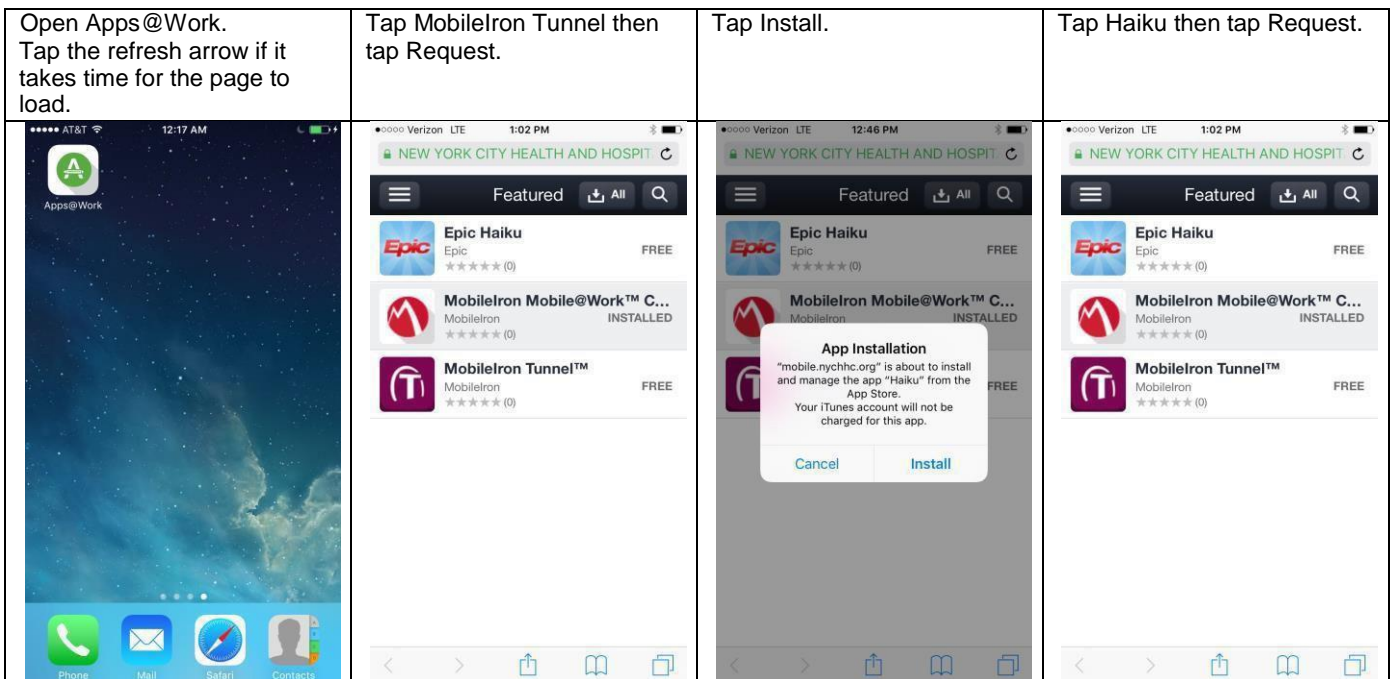 Open Apps@Work.
Tap the refresh arrow if it
takes time for the page to
load.
Tap MobileIron Tunnel then
tap Request.
Tap Install.
Tap Haiku then tap Request.
AT&T 12:17 AM
Apps@Work
Phone Mail Safari Contacts
Verizon LTE 1:02 PM
NEW YORK CITY HEALTH AND HOSPIT
Featured All
Epic
Epic Haiku
Epic FREE
(0)
MobileIron Mobile@Work™ C...
MobileIron INSTALLED
(0)
MobileIron Tunnel™
MobileIron FREE
(0)
Verizon LTE 12:46 PM
NEW YORK CITY HEALTH AND HOSPIT
Featured All
Epic
Epic Haiku
Epic FREE
(0)
MobileIron Mobile@Work™ C...
MobileIron INSTALLED
App Installation
"mobile.nychhc.org" is about to install
and manage the app "Haiku" from the
App Store.
Your iTunes account will not be
charged for this app.
Cancel Install
FREE
Verizon LTE 1:02 PM
NEW YORK CITY HEALTH AND HOSPIT
Featured All
Epic
Epic Haiku
Epic FREE
(0)
MobileIron Mobile@Work™ C...
MobileIron INSTALLED
(0)
MobileIron Tunnel™
MobileIron FREE
(0)